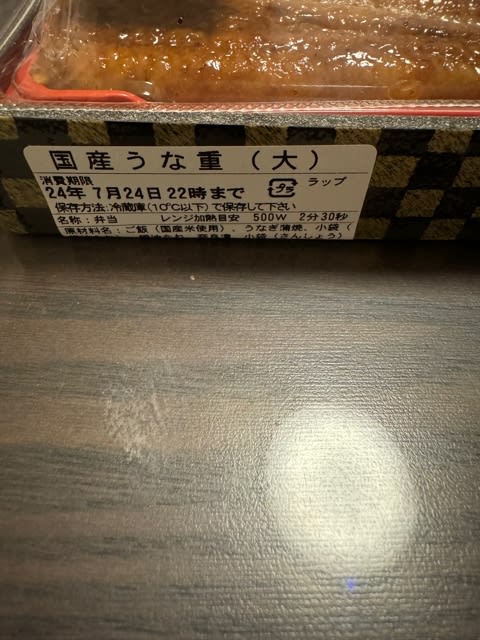 国産うな重（大）
消費期限
24年 7月24日 22時まで
プラ ラップ
保存方法:冷蔵庫(10℃以下)で保存して下さい
名称：弁当 レンジ加熱目安 500W 2分30秒
原材料名：ご飯（国産米使用）、うなぎ蒲焼、小袋（
小袋（さんしょう）